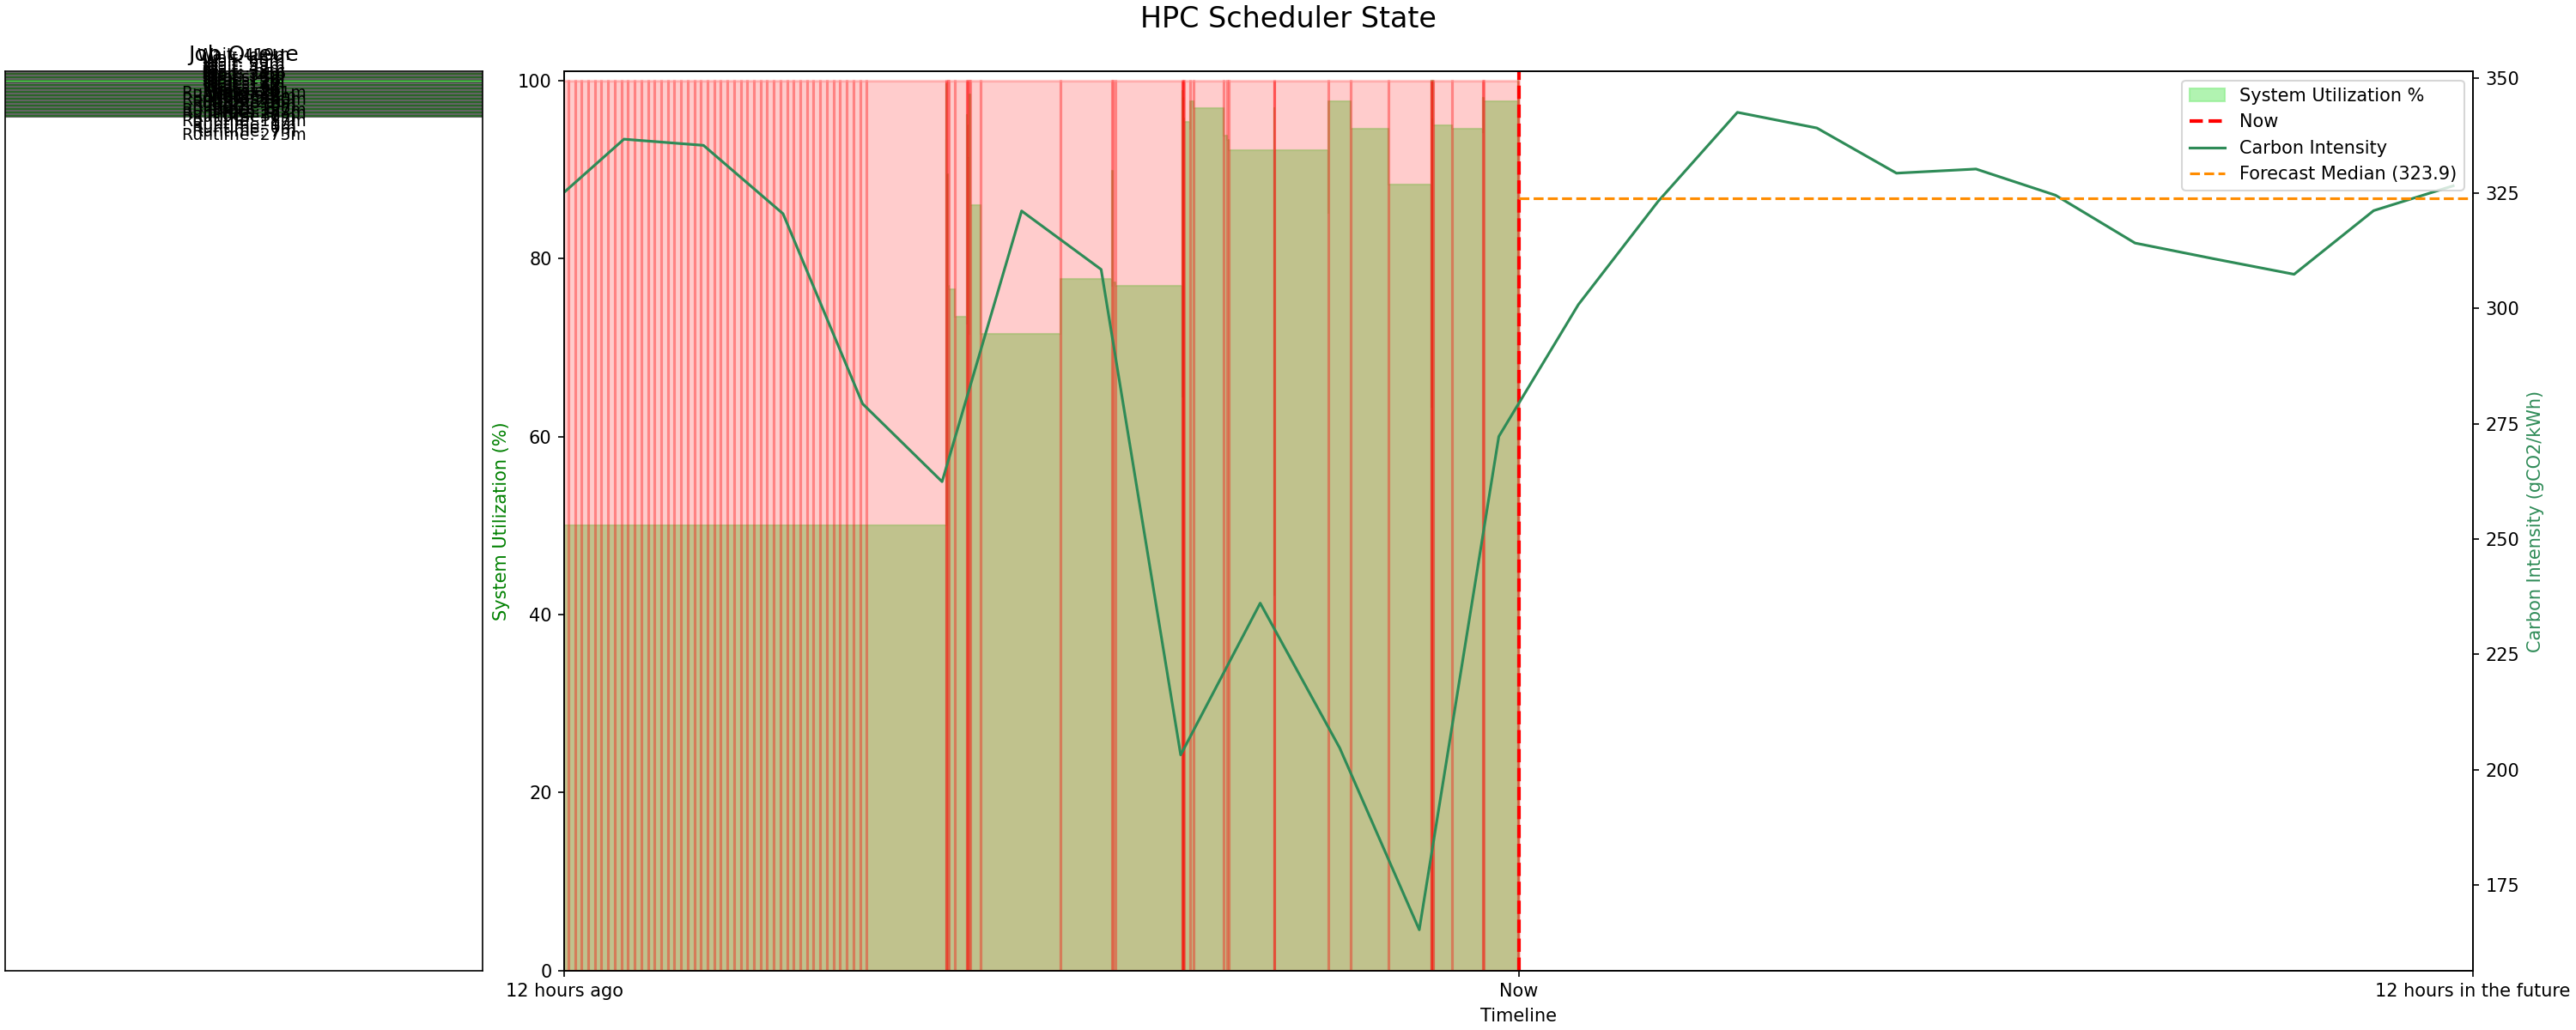 HPC Scheduler State
Job Queue
Runtime: 275m
System Utilization (%)
100
80
60
40
20
0
System Utilization %
Now
Carbon Intensity
Forecast Median (323.9)
350
325
300
275
250
225
200
175
Carbon Intensity (gCO2/kWh)
12 hours ago
Now
12 hours in the future
Timeline